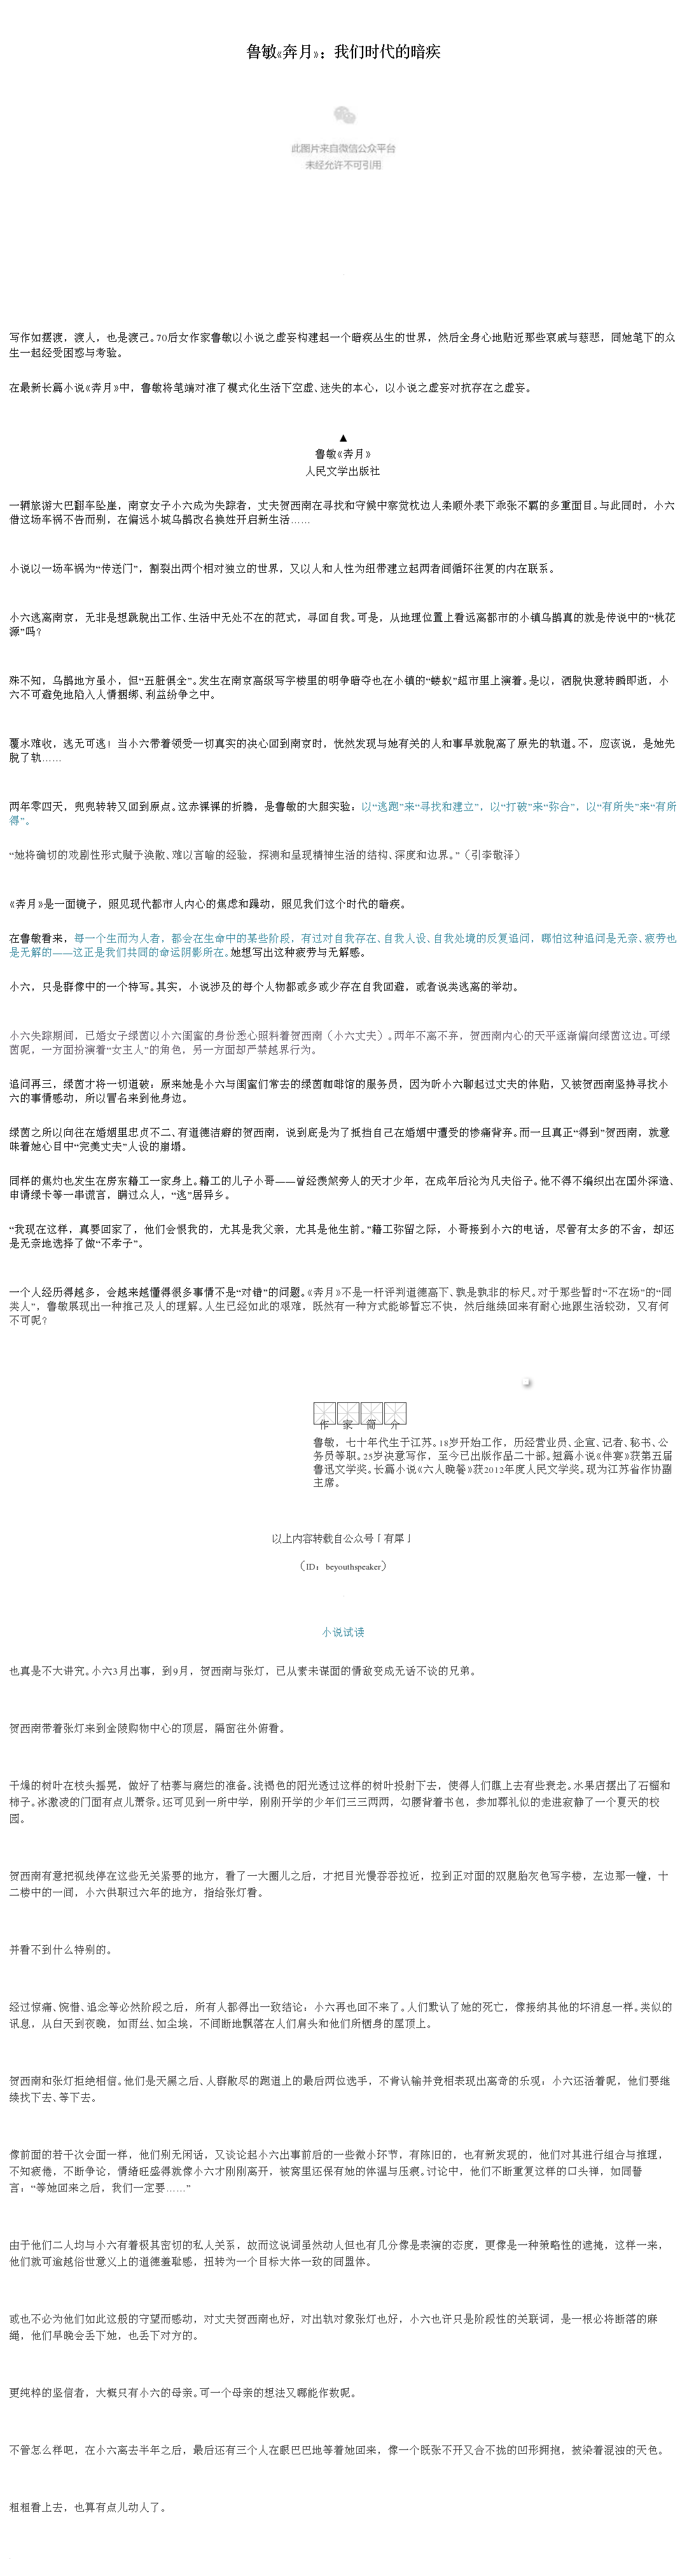 鲁敏《奔月》：我们时代的暗疾
此图片来自微信公众平台
未经允许不可引用
写作如摆渡，渡人，也是渡己。70后女作家鲁敏以小说之虚妄构建起一个暗疾丛生的世界，然后全身心地贴近那些哀戚与慈悲，同她笔下的众
生一起经受困惑与考验。
在最新长篇小说《奔月》中，鲁敏将笔端对准了模式化生活下空虚、迷失的本心，以小说之虚妄对抗存在之虚妄。
▲
鲁敏《奔月》
人民文学出版社
一辆旅游大巴翻车坠崖，南京女子小六成为失踪者，丈夫贺西南在寻找和守候中察觉枕边人柔顺外表下乖张不羁的多重面目。与此同时，小六
借这场车祸不告而别，在偏远小城乌鹊改名换姓开启新生活……
小说以一场车祸为“传送门”，割裂出两个相对独立的世界，又以人和人性为纽带建立起两者间循环往复的内在联系。
小六逃离南京，无非是想跳脱出工作、生活中无处不在的范式，寻回自我。可是，从地理位置上看远离都市的小镇乌鹊真的就是传说中的“桃花
源”吗？
殊不知，乌鹊地方虽小，但“五脏俱全”。发生在南京高级写字楼里的明争暗夺也在小镇的“蝼蚁”超市里上演着。是以，洒脱快意转瞬即逝，小
六不可避免地陷入人情捆绑、利益纷争之中。
覆水难收，逃无可逃！当小六带着领受一切真实的决心回到南京时，恍然发现与她有关的人和事早就脱离了原先的轨道。不，应该说，是她先
脱了轨……
两年零四天，兜兜转转又回到原点。这赤裸裸的折腾，是鲁敏的大胆实验：以“逃跑”来“寻找和建立”，以“打破”来“弥合”，以“有所失”来“有所
得”。
“她将确切的戏剧性形式赋予涣散、难以言喻的经验，探测和呈现精神生活的结构、深度和边界。”（引李敬泽）
《奔月》是一面镜子，照见现代都市人内心的焦虑和躁动，照见我们这个时代的暗疾。
在鲁敏看来，每一个生而为人者，都会在生命中的某些阶段，有过对自我存在、自我人设、自我处境的反复追问，哪怕这种追问是无奈、疲劳也
是无解的——这正是我们共同的命运阴影所在。她想写出这种疲劳与无解感。
小六，只是群像中的一个特写。其实，小说涉及的每个人物都或多或少存在自我回避，或者说类逃离的举动。
小六失踪期间，已婚女子绿茵以小六闺蜜的身份悉心照料着贺西南（小六丈夫）。两年不离不弃，贺西南内心的天平逐渐偏向绿茵这边。可绿
茵呢，一方面扮演着“女主人”的角色，另一方面却严禁越界行为。
追问再三，绿茵才将一切道破：原来她是小六与闺蜜们常去的绿茵咖啡馆的服务员，因为听小六聊起过丈夫的体贴，又被贺西南坚持寻找小
六的事情感动，所以冒名来到他身边。
绿茵之所以向往在婚姻里忠贞不二、有道德洁癖的贺西南，说到底是为了抵挡自己在婚姻中遭受的惨痛背弃。而一旦真正“得到”贺西南，就意
味着她心目中“完美丈夫”人设的崩塌。
同样的焦灼也发生在房东籍工一家身上。籍工的儿子小哥——曾经羡煞旁人的天才少年，在成年后沦为凡夫俗子。他不得不编织出在国外深造、
申请绿卡等一串谎言，瞒过众人，“逃”居异乡。
“我现在这样，真要回家了，他们会恨我的，尤其是我父亲，尤其是他生前。”籍工弥留之际，小哥接到小六的电话，尽管有太多的不舍，却还
是无奈地选择了做“不孝子”。
一个人经历得越多，会越来越懂得很多事情不是“对错”的问题。《奔月》不是一杆评判道德高下、孰是孰非的标尺。对于那些暂时“不在场”的“同
类人”，鲁敏展现出一种推己及人的理解。人生已经如此的艰难，既然有一种方式能够暂忘不快，然后继续回来有耐心地跟生活较劲，又有何
不可呢？
作家简介
鲁敏，七十年代生于江苏。18岁开始工作，历经营业员、企宣、记者、秘书、公
务员等职。25岁决意写作，至今已出版作品二十部。短篇小说《伴宴》获第五届
鲁迅文学奖。长篇小说《六人晚餐》获2012年度人民文学奖。现为江苏省作协副
主席。
以上内容转载自公众号「有犀」
（ID：beyouthspeaker）
小说试读
也真是不大讲究。小六3月出事，到9月，贺西南与张灯，已从素未谋面的情敌变成无话不谈的兄弟。
贺西南带着张灯来到金陵购物中心的顶层，隔窗往外俯看。
干燥的树叶在枝头摇晃，做好了枯萎与腐烂的准备。浅褐色的阳光透过这样的树叶投射下去，使得人们瞧上去有些衰老。水果店摆出了石榴和
柿子。冰激凌的门面有点儿萧条。还可见到一所中学，刚刚开学的少年们三三两两，勾腰背着书包，参加葬礼似的走进寂静了一个夏天的校
园。
贺西南有意把视线停在这些无关紧要的地方，看了一大圈儿之后，才把目光慢吞吞拉近，拉到正对面的双胞胎灰色写字楼，左边那一幢，十
二楼中的一间，小六供职过六年的地方，指给张灯看。
并看不到什么特别的。
经过惊痛、惋惜、追念等必然阶段之后，所有人都得出一致结论：小六再也回不来了。人们默认了她的死亡，像接纳其他的坏消息一样。类似的
讯息，从白天到夜晚，如雨丝、如尘埃，不间断地飘落在人们肩头和他们所栖身的屋顶上。
贺西南和张灯拒绝相信。他们是天黑之后、人群散尽的跑道上的最后两位选手，不肯认输并竞相表现出离奇的乐观：小六还活着呢，他们要继
续找下去、等下去。
像前面的若干次会面一样，他们别无闲话，又谈论起小六出事前后的一些微小环节，有陈旧的，也有新发现的，他们对其进行组合与推理，
不知疲倦，不断争论，情绪旺盛得就像小六才刚刚离开，被窝里还保有她的体温与压痕。讨论中，他们不断重复这样的口头禅，如同誓
言：“等她回来之后，我们一定要……”
由于他们二人均与小六有着极其密切的私人关系，故而这说词虽然动人但也有几分像是表演的态度，更像是一种策略性的遮掩，这样一来，
他们就可逾越俗世意义上的道德羞耻感，扭转为一个目标大体一致的同盟体。
或也不必为他们如此这般的守望而感动，对丈夫贺西南也好，对出轨对象张灯也好，小六也许只是阶段性的关联词，是一根必将断落的麻
绳，他们早晚会丢下她，也丢下对方的。
更纯粹的坚信者，大概只有小六的母亲。可一个母亲的想法又哪能作数呢。
不管怎么样吧，在小六离去半年之后，最后还有三个人在眼巴巴地等着她回来，像一个既张不开又合不拢的凹形拥抱，披染着混浊的天色。
粗粗看上去，也算有点儿动人了。